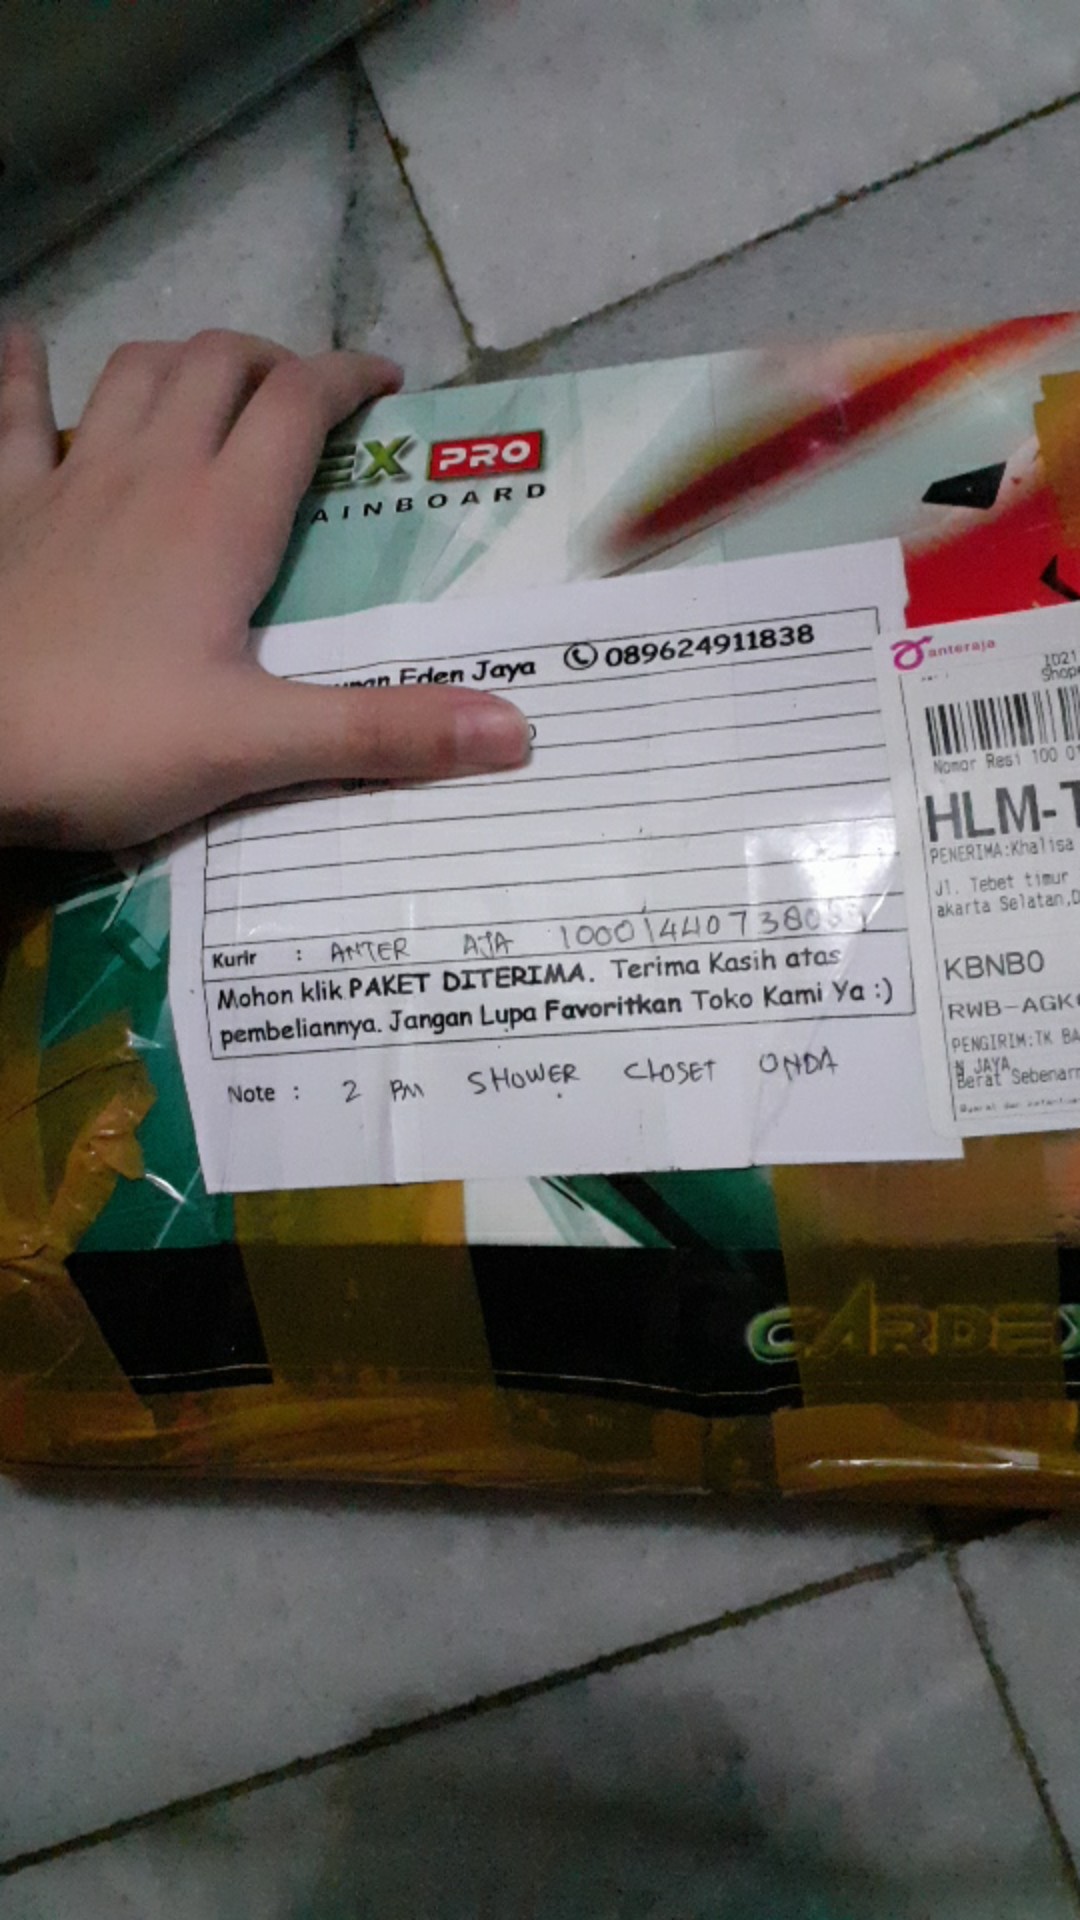 EX PRO
AINBOARD
Eden Jaya 089624911838
Kurir : ANTER AJA
Mohon klik PAKET DITERIMA. Terima Kasih atas
pembeliannya. Jangan Lupa Favoritkan Toko Kami Ya :)
Note : 2 PM SHOWER CLOSET ONDA
anteraja
Nomor Resi 100
HLM-T
PENERIMA:Khalisa
Jl. Tebet timur
akarta Selatan,D
KBNBO
RWB-AGK
PENGIRIM:TK BA
N JAYA
Berat Sebenarn
CARDEX